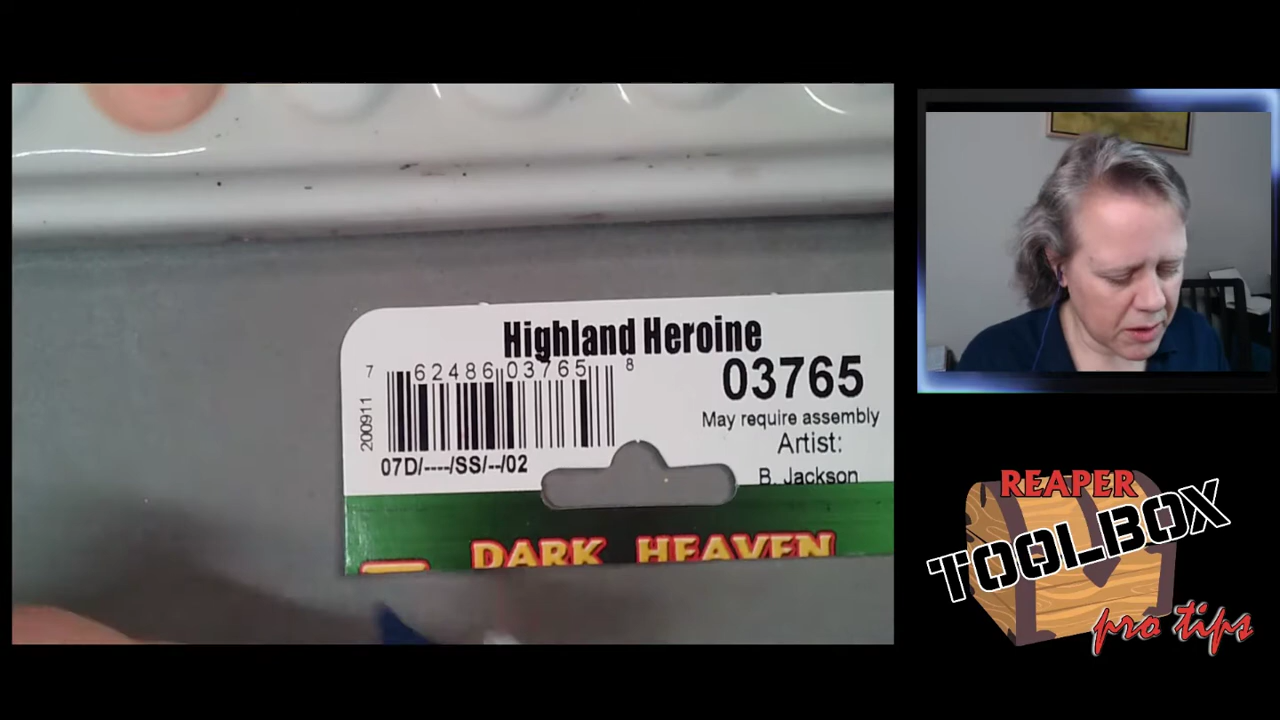 Highland Heroine
7 62486 03765 8
03765
200911
May require assembly
Artist:
07D/----/SS/--/02
B. Jackson
DARK HEAVEN
REAPER
TOOLBOX
pro tips